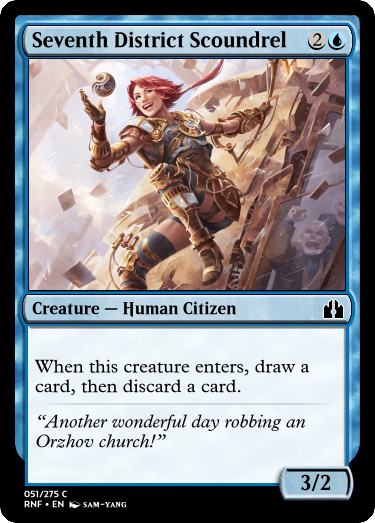 Seventh District Scoundrel 2
Creature — Human Citizen
When this creature enters, draw a
card, then discard a card.
“Another wonderful day robbing an
Orzhov church!”
3/2
051/275 C
RNF • EN SAM-YANG